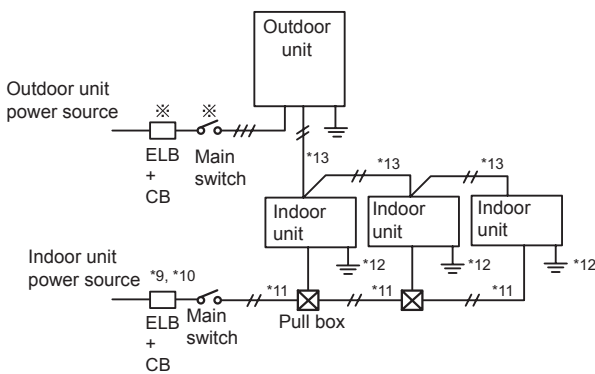 Outdoor
unit
Outdoor unit
power source
※
※
ELB
+
CB
Main
switch
*13
*13
*13
Indoor
unit
Indoor
unit
Indoor
unit
*12
*12
*12
Indoor unit
power source
*9, *10
*11
*11
*11
ELB
+
CB
Main
switch
Pull box